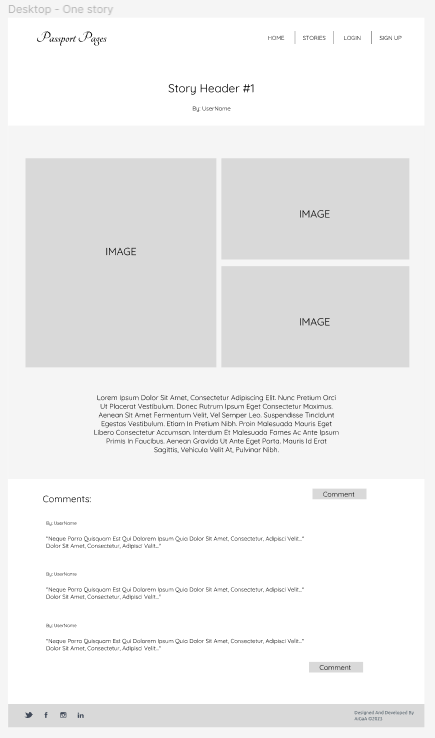 Desktop - One story
Passport Pages
HOME
STORIES
LOGIN
SIGN UP
Story Header #1
By: UserName
IMAGE
IMAGE
IMAGE
Lorem Ipsum Dolor Sit Amet, Consectetur Adipiscing Elit. Nunc Pretium Orci
Ut Placerat Vestibulum. Donec Rutrum Ipsum Eget Consectetur Maximus.
Aenean Sit Amet Fermentum Velit, Vel Semper Leo. Suspendisse Tincidunt
Egestas Vestibulum. Etiam In Pretium Nibh. Proin Malesuada Mauris Eget
Libero Consectetur Accumsan. Interdum Et Malesuada Fames Ac Ante Ipsum
Primis In Faucibus. Aenean Gravida Ut Ante Eget Porta. Mauris Id Erat
Sagittis, Vehicula Velit At, Pulvinar Nibh.
Comments:
Comment
By: UserName
"Neque Porro Quisquam Est Qui Dolorem Ipsum Quia Dolor Sit Amet, Consectetur, Adipisci Velit..."
Dolor Sit Amet, Consectetur, Adipisci Velit..."
By: UserName
"Neque Porro Quisquam Est Qui Dolorem Ipsum Quia Dolor Sit Amet, Consectetur, Adipisci Velit..."
Dolor Sit Amet, Consectetur, Adipisci Velit..."
By: UserName
"Neque Porro Quisquam Est Qui Dolorem Ipsum Quia Dolor Sit Amet, Consectetur, Adipisci Velit..."
Dolor Sit Amet, Consectetur, Adipisci Velit..."
Comment
Designed And Developed By
AiGaA ©2023